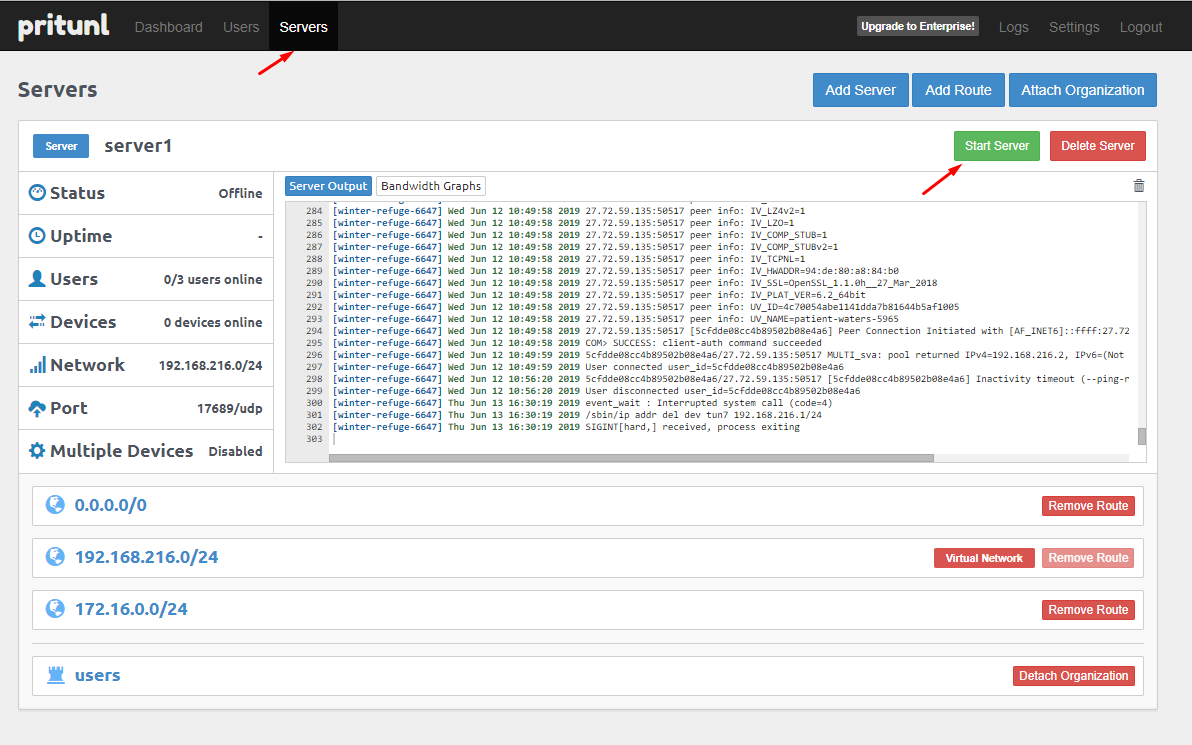 pritunl Dashboard Users Servers Upgrade to Enterprise! Logs Settings Logout
Servers Add Server Add Route Attach Organization
Server server1 Start Server Delete Server
Status Offline
Uptime -
Users 0/3 users online
Devices 0 devices online
Network 192.168.216.0/24
Port 17689/udp
Multiple Devices Disabled
Server Output Bandwidth Graphs
284 [winter-refuge-6647] Wed Jun 12 10:49:58 2019 27.72.59.135:50517 peer info: IV_LZ4v2=1
285 [winter-refuge-6647] Wed Jun 12 10:49:58 2019 27.72.59.135:50517 peer info: IV_LZO=1
286 [winter-refuge-6647] Wed Jun 12 10:49:58 2019 27.72.59.135:50517 peer info: IV_COMP_STUB=1
287 [winter-refuge-6647] Wed Jun 12 10:49:58 2019 27.72.59.135:50517 peer info: IV_COMP_STUBv2=1
288 [winter-refuge-6647] Wed Jun 12 10:49:58 2019 27.72.59.135:50517 peer info: IV_TCPNL=1
289 [winter-refuge-6647] Wed Jun 12 10:49:58 2019 27.72.59.135:50517 peer info: IV_HWADDR=94:de:80:a8:84:b0
290 [winter-refuge-6647] Wed Jun 12 10:49:58 2019 27.72.59.135:50517 peer info: IV_SSL=OpenSSL_1.1.0h__27_Mar_2018
291 [winter-refuge-6647] Wed Jun 12 10:49:58 2019 27.72.59.135:50517 peer info: IV_PLAT_VER=6.2_64bit
292 [winter-refuge-6647] Wed Jun 12 10:49:58 2019 27.72.59.135:50517 peer info: UV_ID=4c70054abe1141dda7b81644b5af1005
293 [winter-refuge-6647] Wed Jun 12 10:49:58 2019 27.72.59.135:50517 peer info: UV_NAME=patient-waters-5965
294 [winter-refuge-6647] Wed Jun 12 10:49:58 2019 27.72.59.135:50517 [5cfdde08cc4b89502b08e4a6] Peer Connection Initiated with [AF_INET6]::ffff:27.72
295 [winter-refuge-6647] Wed Jun 12 10:49:59 2019 COM> SUCCESS: client-auth command succeeded
296 [winter-refuge-6647] Wed Jun 12 10:49:59 2019 5cfdde08cc4b89502b08e4a6/27.72.59.135:50517 MULTI_sva: pool returned IPv4=192.168.216.2, IPv6=(Not
297 [winter-refuge-6647] Wed Jun 12 10:49:59 2019 User connected user_id=5cfdde08cc4b89502b08e4a6
298 [winter-refuge-6647] Wed Jun 12 10:56:20 2019 5cfdde08cc4b89502b08e4a6/27.72.59.135:50517 [5cfdde08cc4b89502b08e4a6] Inactivity timeout (--ping-r
299 [winter-refuge-6647] Wed Jun 12 10:56:20 2019 User disconnected user_id=5cfdde08cc4b89502b08e4a6
300 [winter-refuge-6647] Thu Jun 13 16:30:19 2019 event_wait : Interrupted system call (code=4)
301 [winter-refuge-6647] Thu Jun 13 16:30:19 2019 /sbin/ip addr del dev tun7 192.168.216.1/24
302 [winter-refuge-6647] Thu Jun 13 16:30:19 2019 SIGINT[hard,] received, process exiting
303
0.0.0.0/0 Remove Route
192.168.216.0/24 Virtual Network Remove Route
172.16.0.0/24 Remove Route
users Detach Organization